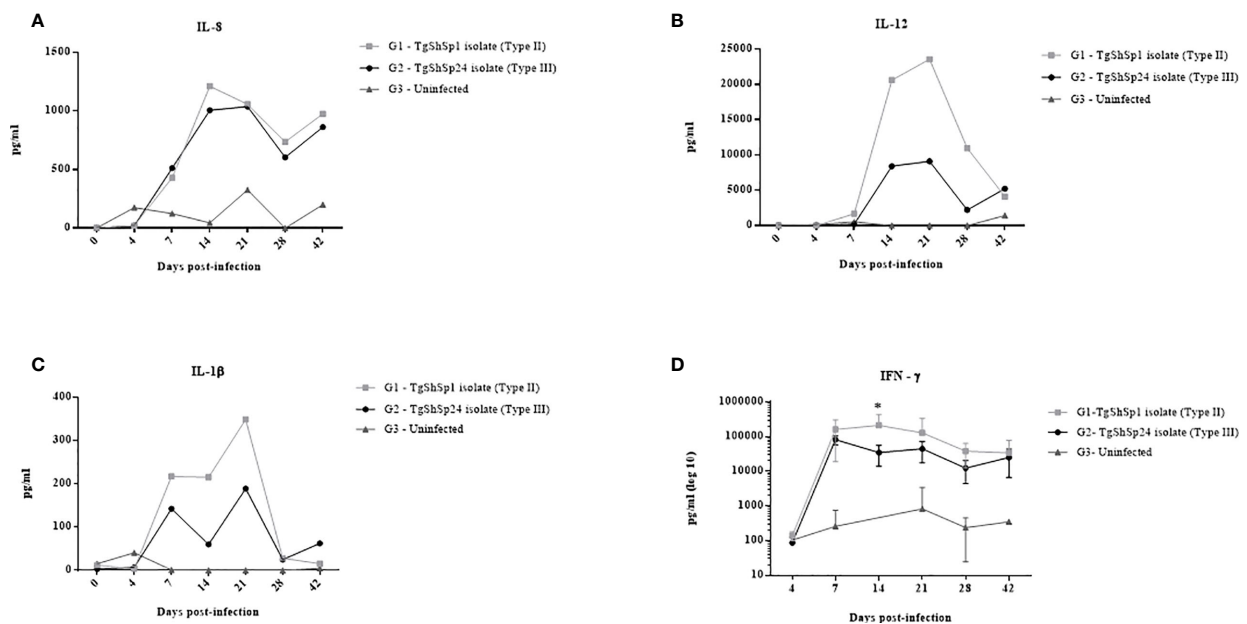 A
IL-8
1500
1000
500
0
pg/ml
0 4 7 14 21 28 42
Days post-infection
G1 - TgShSp1 isolate (Type II)
G2 - TgShSp24 isolate (Type III)
G3 - Uninfected
B
IL-12
25000
20000
15000
10000
5000
0
pg/ml
0 4 7 14 21 28 42
Days post-infection
G1 - TgShSp1 isolate (Type II)
G2 - TgShSp24 isolate (Type III)
G3 - Uninfected
C
IL-1β
400
300
200
100
0
pg/ml
0 4 7 14 21 28 42
Days post-infection
G1 - TgShSp1 isolate (Type II)
G2 - TgShSp24 isolate (Type III)
G3 - Uninfected
D
IFN - γ
1000000
100000
10000
1000
100
10
pg/ml (log 10)
*
4 7 14 21 28 42
Days post-infection
G1-TgShSp1 isolate (Type II)
G2- TgShSp24 isolate (Type III)
G3- Uninfected